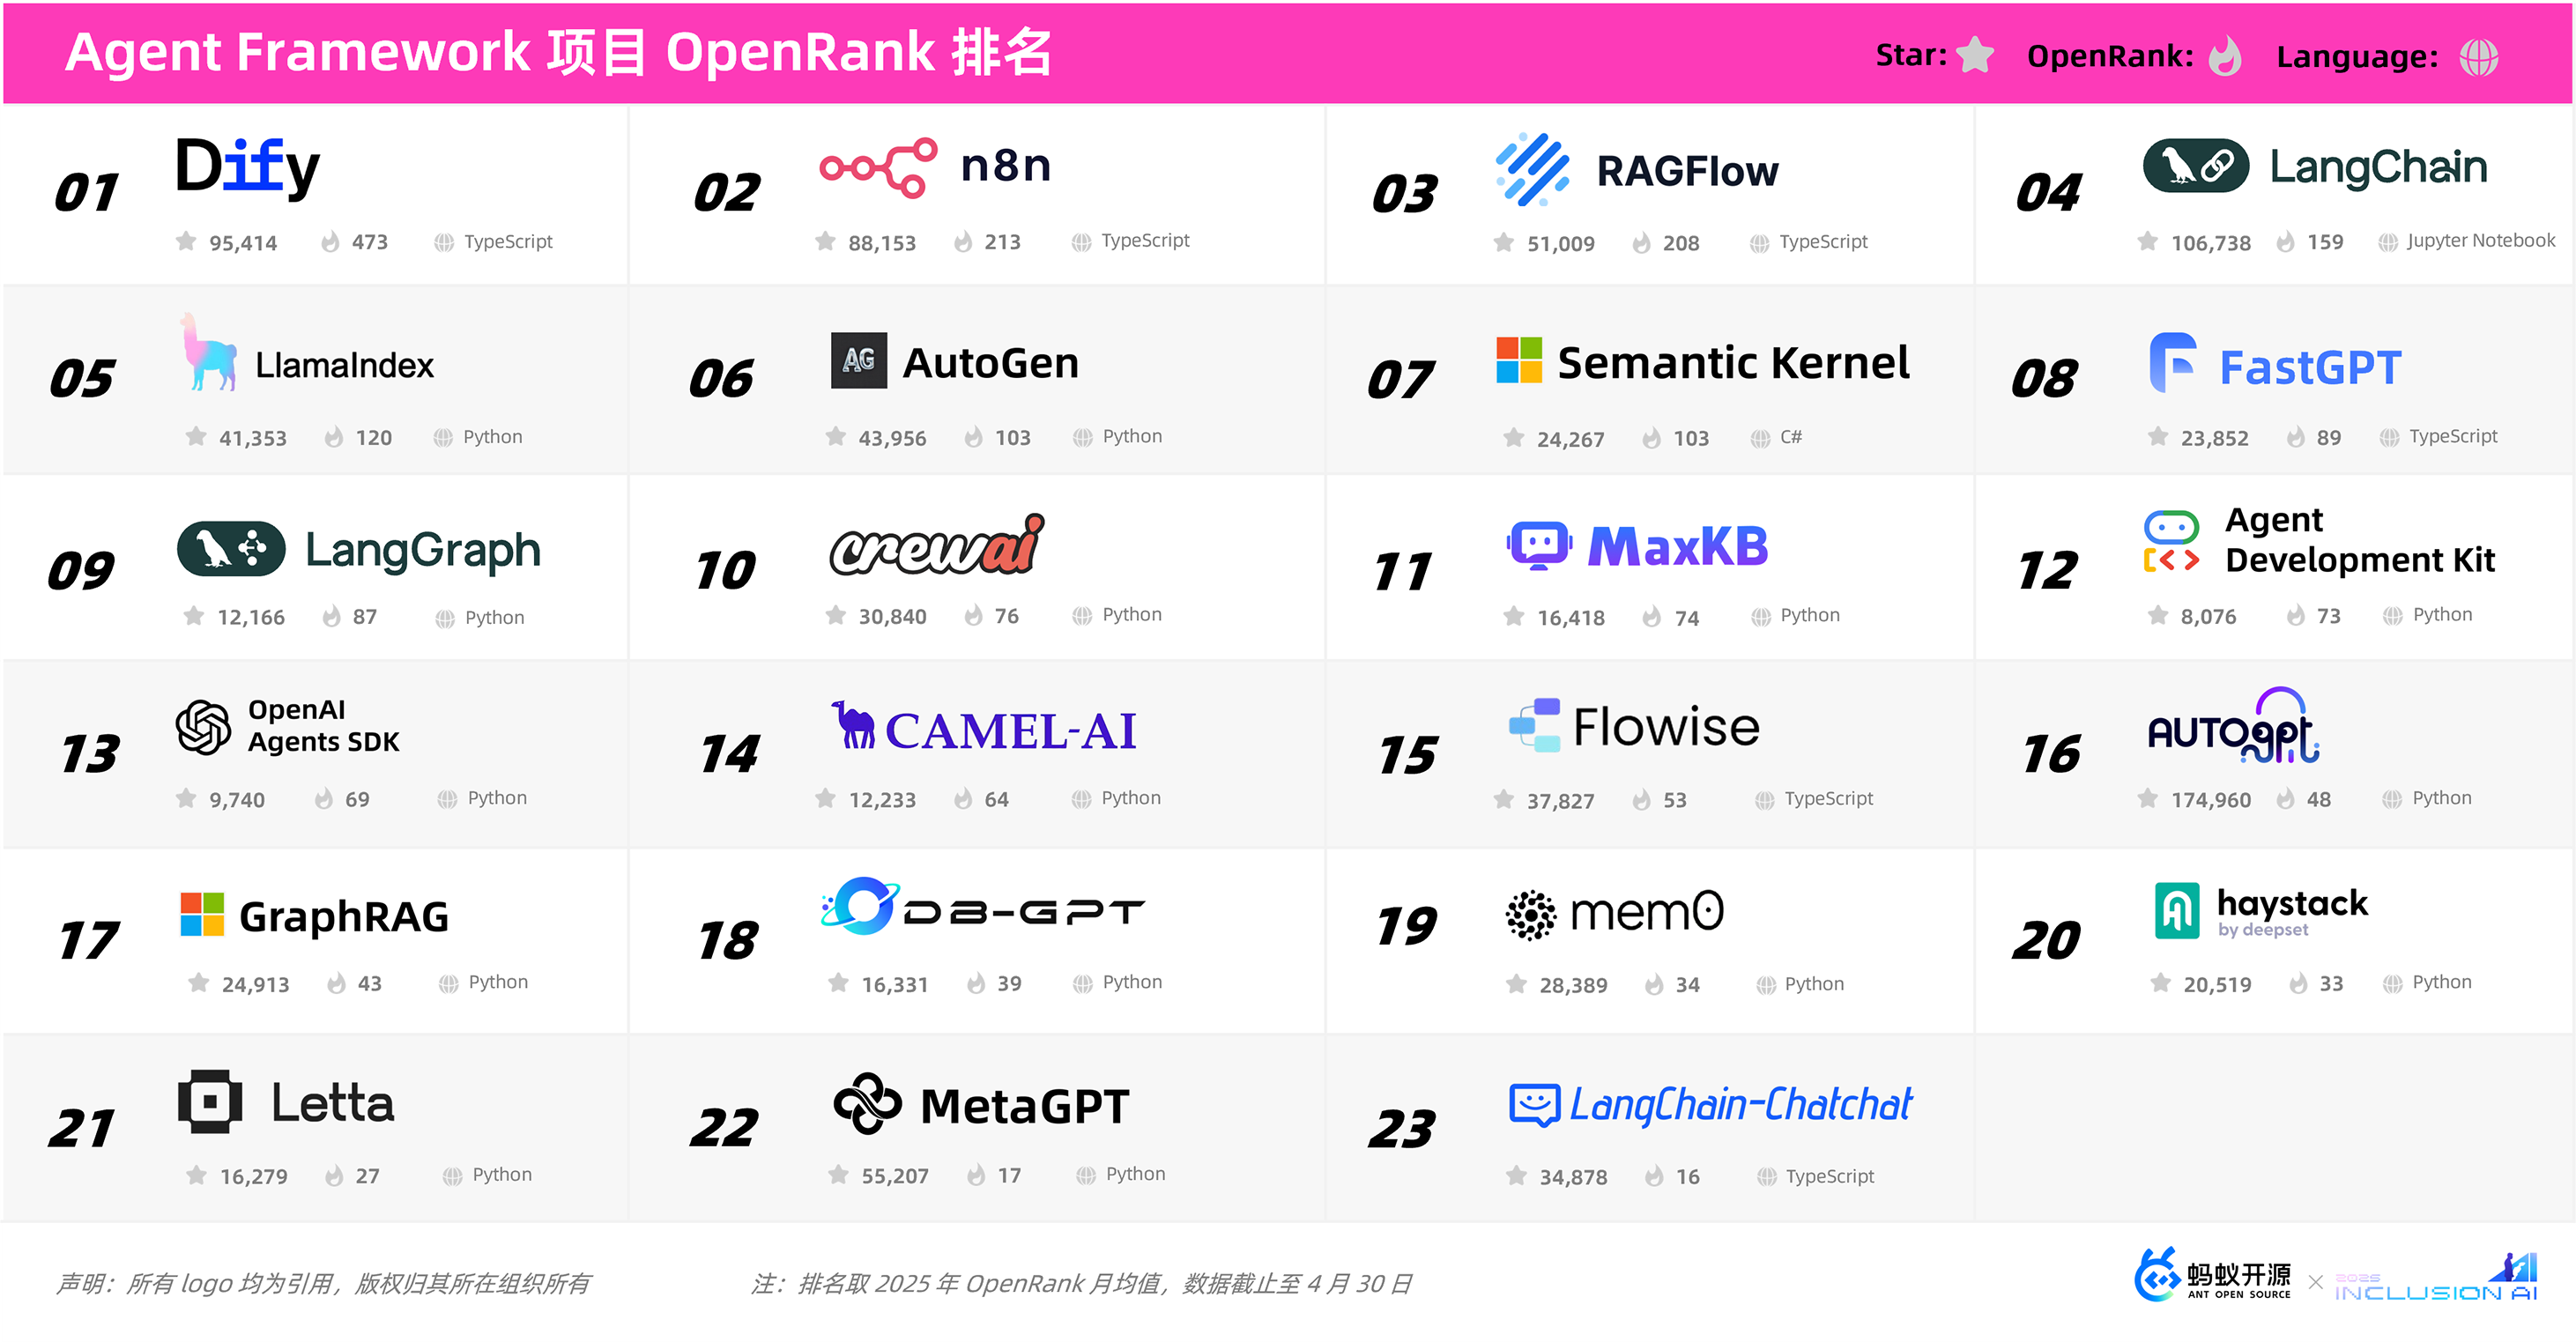 Agent Framework 项目 OpenRank 排名
Star: OpenRank: Language:
01 Dify
95,414 473 TypeScript
02 n8n
88,153 213 TypeScript
03 RAGFlow
51,009 208 TypeScript
04 LangChain
106,738 159 Jupyter Notebook
05 LlamaIndex
41,353 120 Python
06 AG AutoGen
43,956 103 Python
07 Semantic Kernel
24,267 103 C#
08 FastGPT
23,852 89 TypeScript
09 LangGraph
12,166 87 Python
10 crewai
30,840 76 Python
11 MaxKB
16,418 74 Python
12 Agent
Development Kit
8,076 73 Python
13 OpenAI
Agents SDK
9,740 69 Python
14 CAMEL-AI
12,233 64 Python
15 Flowise
37,827 53 TypeScript
16 AUTOgpt
174,960 48 Python
17 GraphRAG
24,913 43 Python
18 DB-GPT
16,331 39 Python
19 mem0
28,389 34 Python
20 haystack
by deepset
20,519 33 Python
21 Letta
16,279 27 Python
22 MetaGPT
55,207 17 Python
23 LangChain-Chatchat
34,878 16 TypeScript
声明：所有 logo 均为引用，版权归其所在组织所有
注：排名取 2025 年 OpenRank 月均值，数据截止至 4 月 30 日
蚂蚁开源
ANT OPEN SOURCE
×
2025
INCLUSION AI